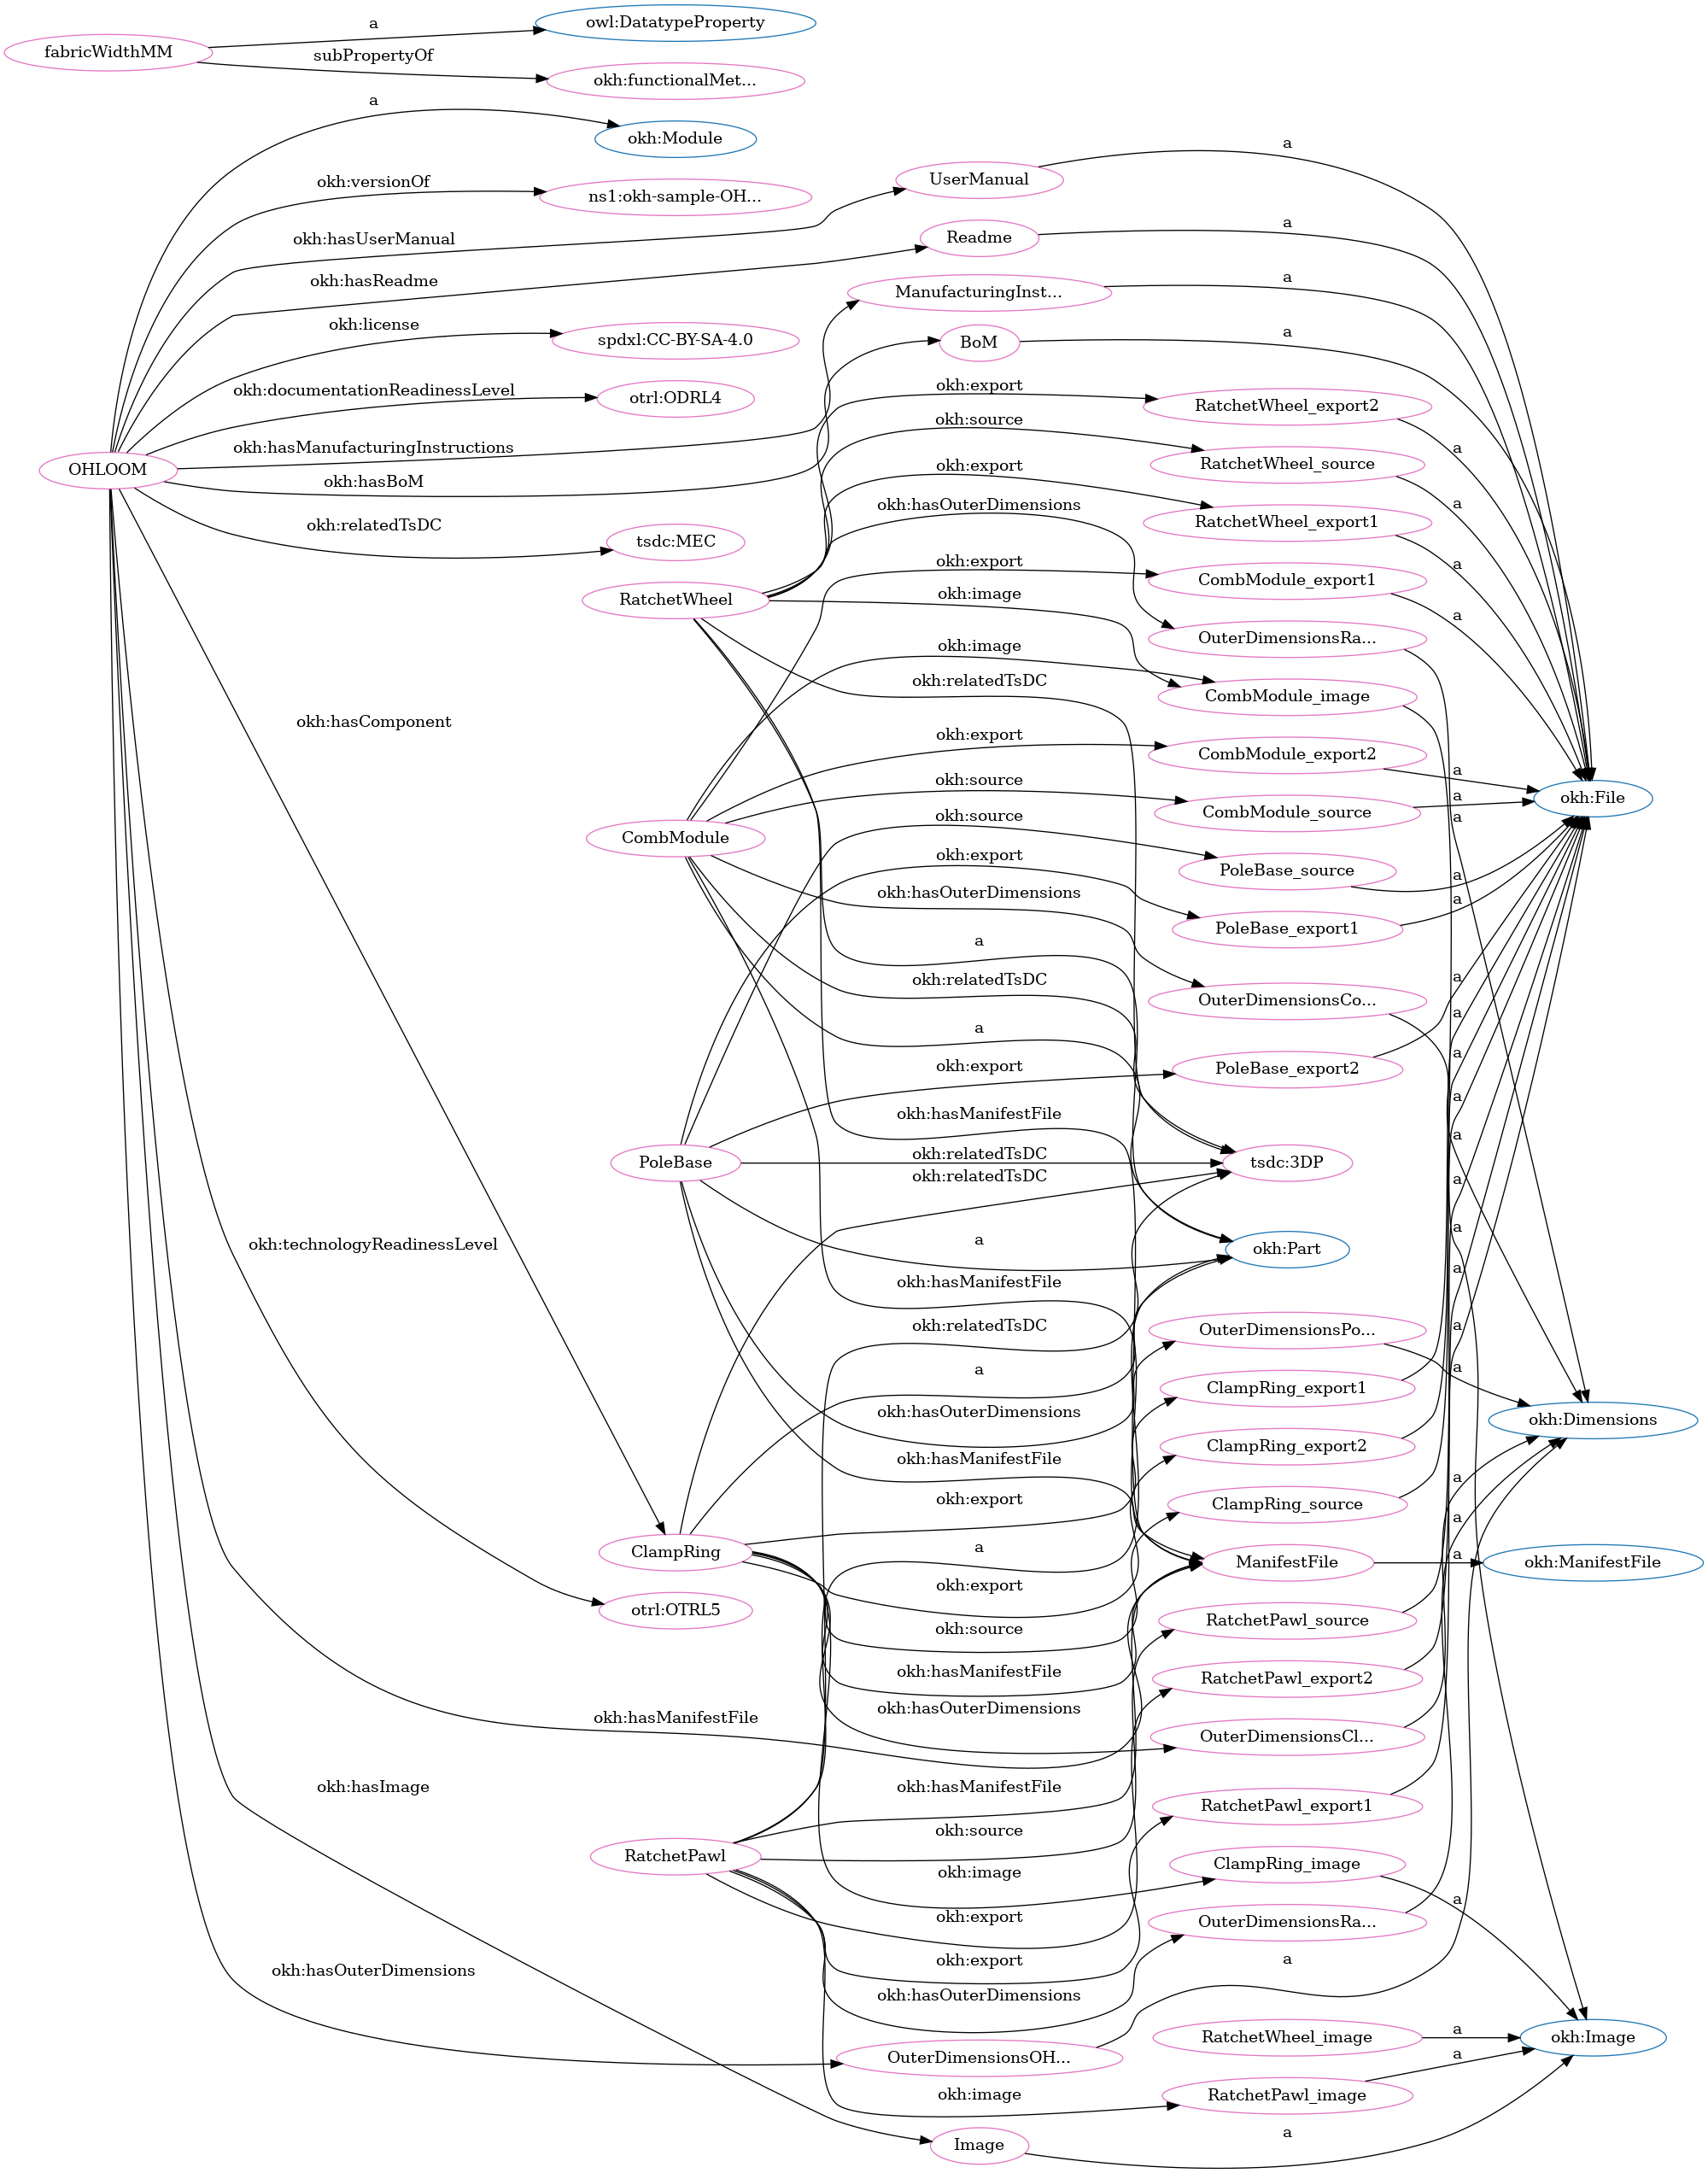 a
owl:DatatypeProperty
fabricWidthMM
subPropertyOf
okh:functionalMet...
a
okh:Module
a
okh:versionOf
UserManual
ns1:okh-sample-OH...
a
okh:hasUserManual
Readme
okh:hasReadme
a
ManufacturingInst...
okh:license
a
spdxl:CC-BY-SA-4.0
BoM
okh:documentationReadinessLevel
okh:export
otrl:ODRL4
RatchetWheel_export2
okh:source
okh:hasManufacturingInstructions
a
OHLOOM
okh:export
RatchetWheel_source
okh:hasBoM
okh:hasOuterDimensions
a
okh:relatedTsDC
RatchetWheel_export1
tsdc:MEC
okh:export
a
CombModule_export1
okh:image
RatchetWheel
a
OuterDimensionsRa...
okh:image
okh:relatedTsDC
CombModule_image
okh:hasComponent
okh:export
CombModule_export2
a
okh:source
okh:File
a
CombModule_source
okh:source
a
CombModule
okh:export
PoleBase_source
a
okh:hasOuterDimensions
a
PoleBase_export1
a
okh:relatedTsDC
a
OuterDimensionsCo...
a
a
okh:export
a
PoleBase_export2
a
okh:hasManifestFile
a
okh:relatedTsDC
PoleBase
tsdc:3DP
okh:relatedTsDC
a
a
okh:technologyReadinessLevel
a
okh:Part
a
okh:hasManifestFile
okh:relatedTsDC
a
OuterDimensionsPo...
a
a
ClampRing_export1
okh:hasOuterDimensions
okh:Dimensions
ClampRing_export2
okh:hasManifestFile
a
okh:export
ClampRing_source
a
a
ClampRing
a
ManifestFile
okh:ManifestFile
okh:export
otrl:OTRL5
RatchetPawl_source
okh:source
okh:hasManifestFile
RatchetPawl_export2
okh:hasOuterDimensions
okh:hasManifestFile
OuterDimensionsCl...
okh:hasImage
okh:hasManifestFile
RatchetPawl_export1
okh:source
RatchetPawl
ClampRing_image
okh:image
a
okh:export
OuterDimensionsRa...
okh:export
a
okh:hasOuterDimensions
okh:hasOuterDimensions
a
RatchetWheel_image
okh:Image
OuterDimensionsOH...
a
okh:image
RatchetPawl_image
a
Image